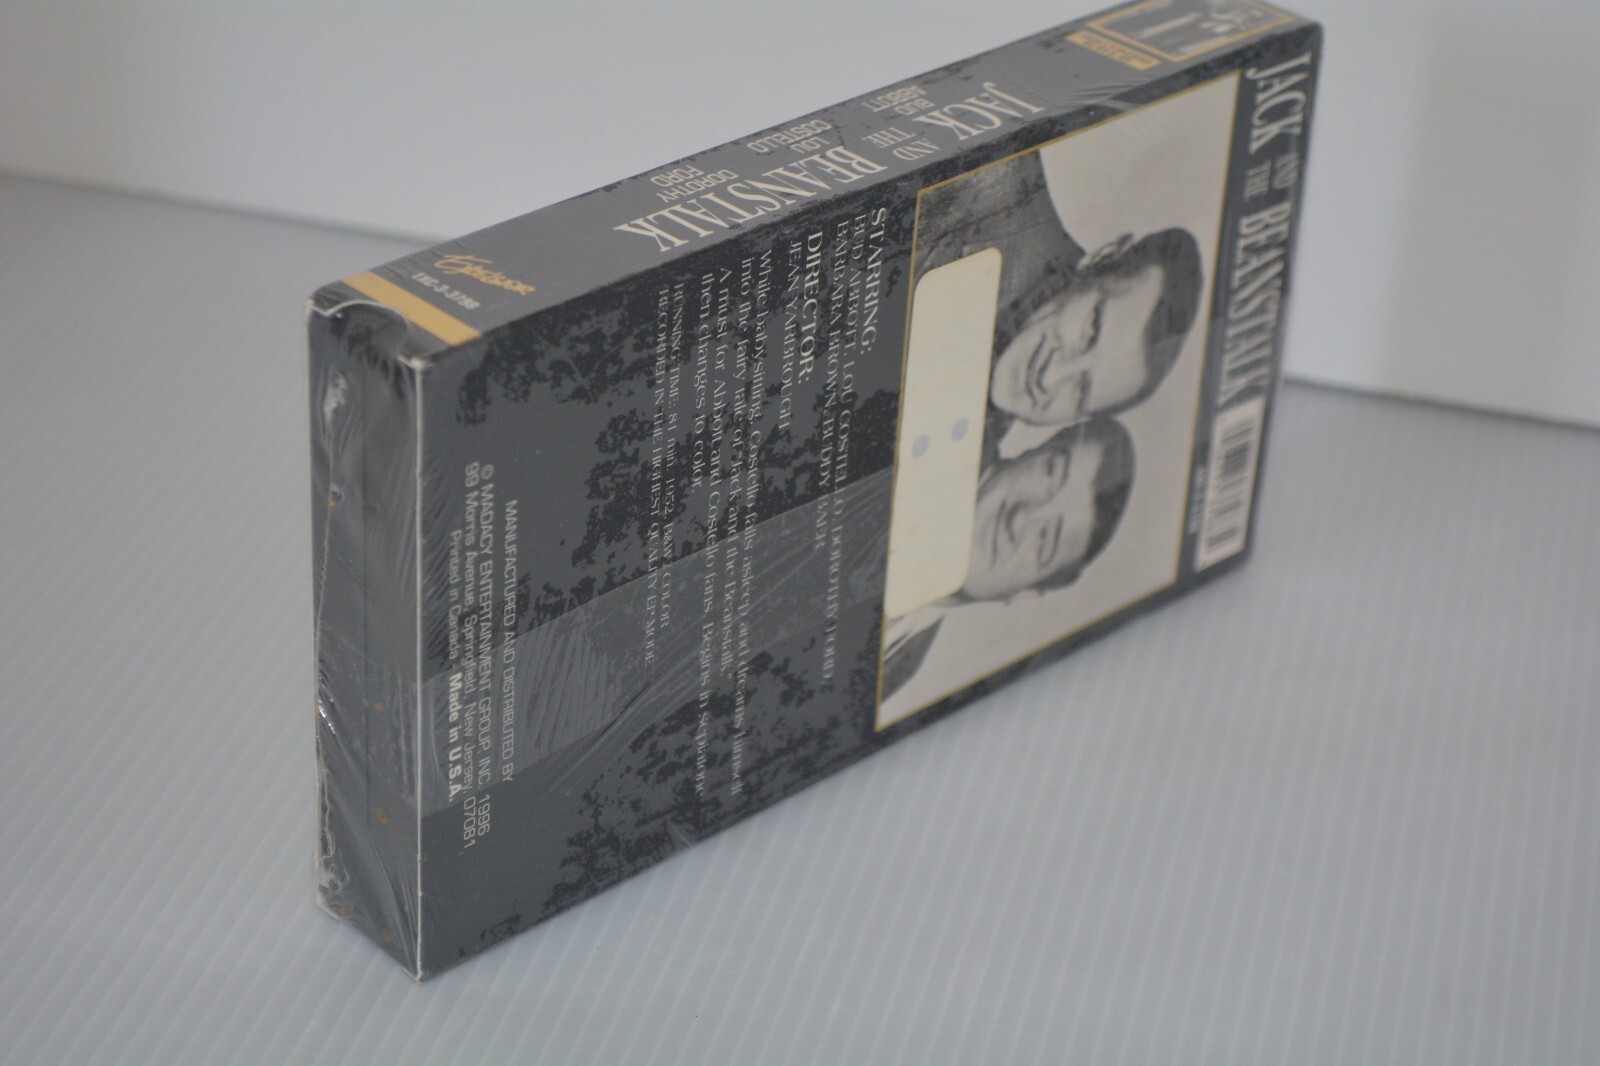 JACK AND THE BEANSTALK
BUD ABBOTT
LOU COSTELLO
DOROTHY FORD
EXC-3-3798
JACK AND THE BEANSTALK
STARRING:
BUD ABBOTT, LOU COSTELLO, DOROTHY FORD,
BARBARA BROWN, BUDDY BAER
DIRECTOR:
JEAN YARBROUGH
While babysitting, Costello falls asleep and dreams himself
into the fairy tale of "Jack and the Beanstalk."
A must for Abbott and Costello fans. Begins in sepiatone
then changes to color.
RUNNING TIME: 81 min. 1952, B&W/COLOR
RECORDED IN THE HIGHEST QUALITY EP MODE
MANUFACTURED AND DISTRIBUTED BY
© MADACY ENTERTAINMENT GROUP, INC. 1996
99 Morris Avenue, Springfield, New Jersey, 07081
Printed in Canada - Made in U.S.A.